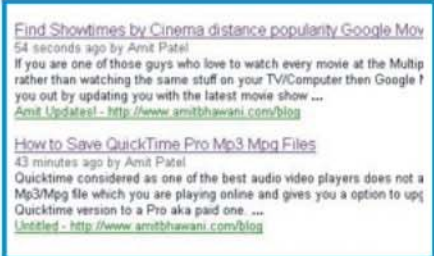 Find Showtimes by Cinema distance popularity Google Mov
54 seconds ago by Amit Patel
If you are one of those guys who love to watch every movie at the Multip
rather than watching the same stuff on your TV/Computer then Google M
you out by updating you with the latest movie show ...
Amit Updates! - http://www.amitbhawani.com/blog
How to Save QuickTime Pro Mp3 Mpg Files
43 minutes ago by Amit Patel
Quicktime considered as one of the best audio video players does not a
Mp3/Mpg file which you are playing online and gives you a option to upg
Quicktime version to a Pro aka paid one. ...
Untitled - http://www.amitbhawani.com/blog